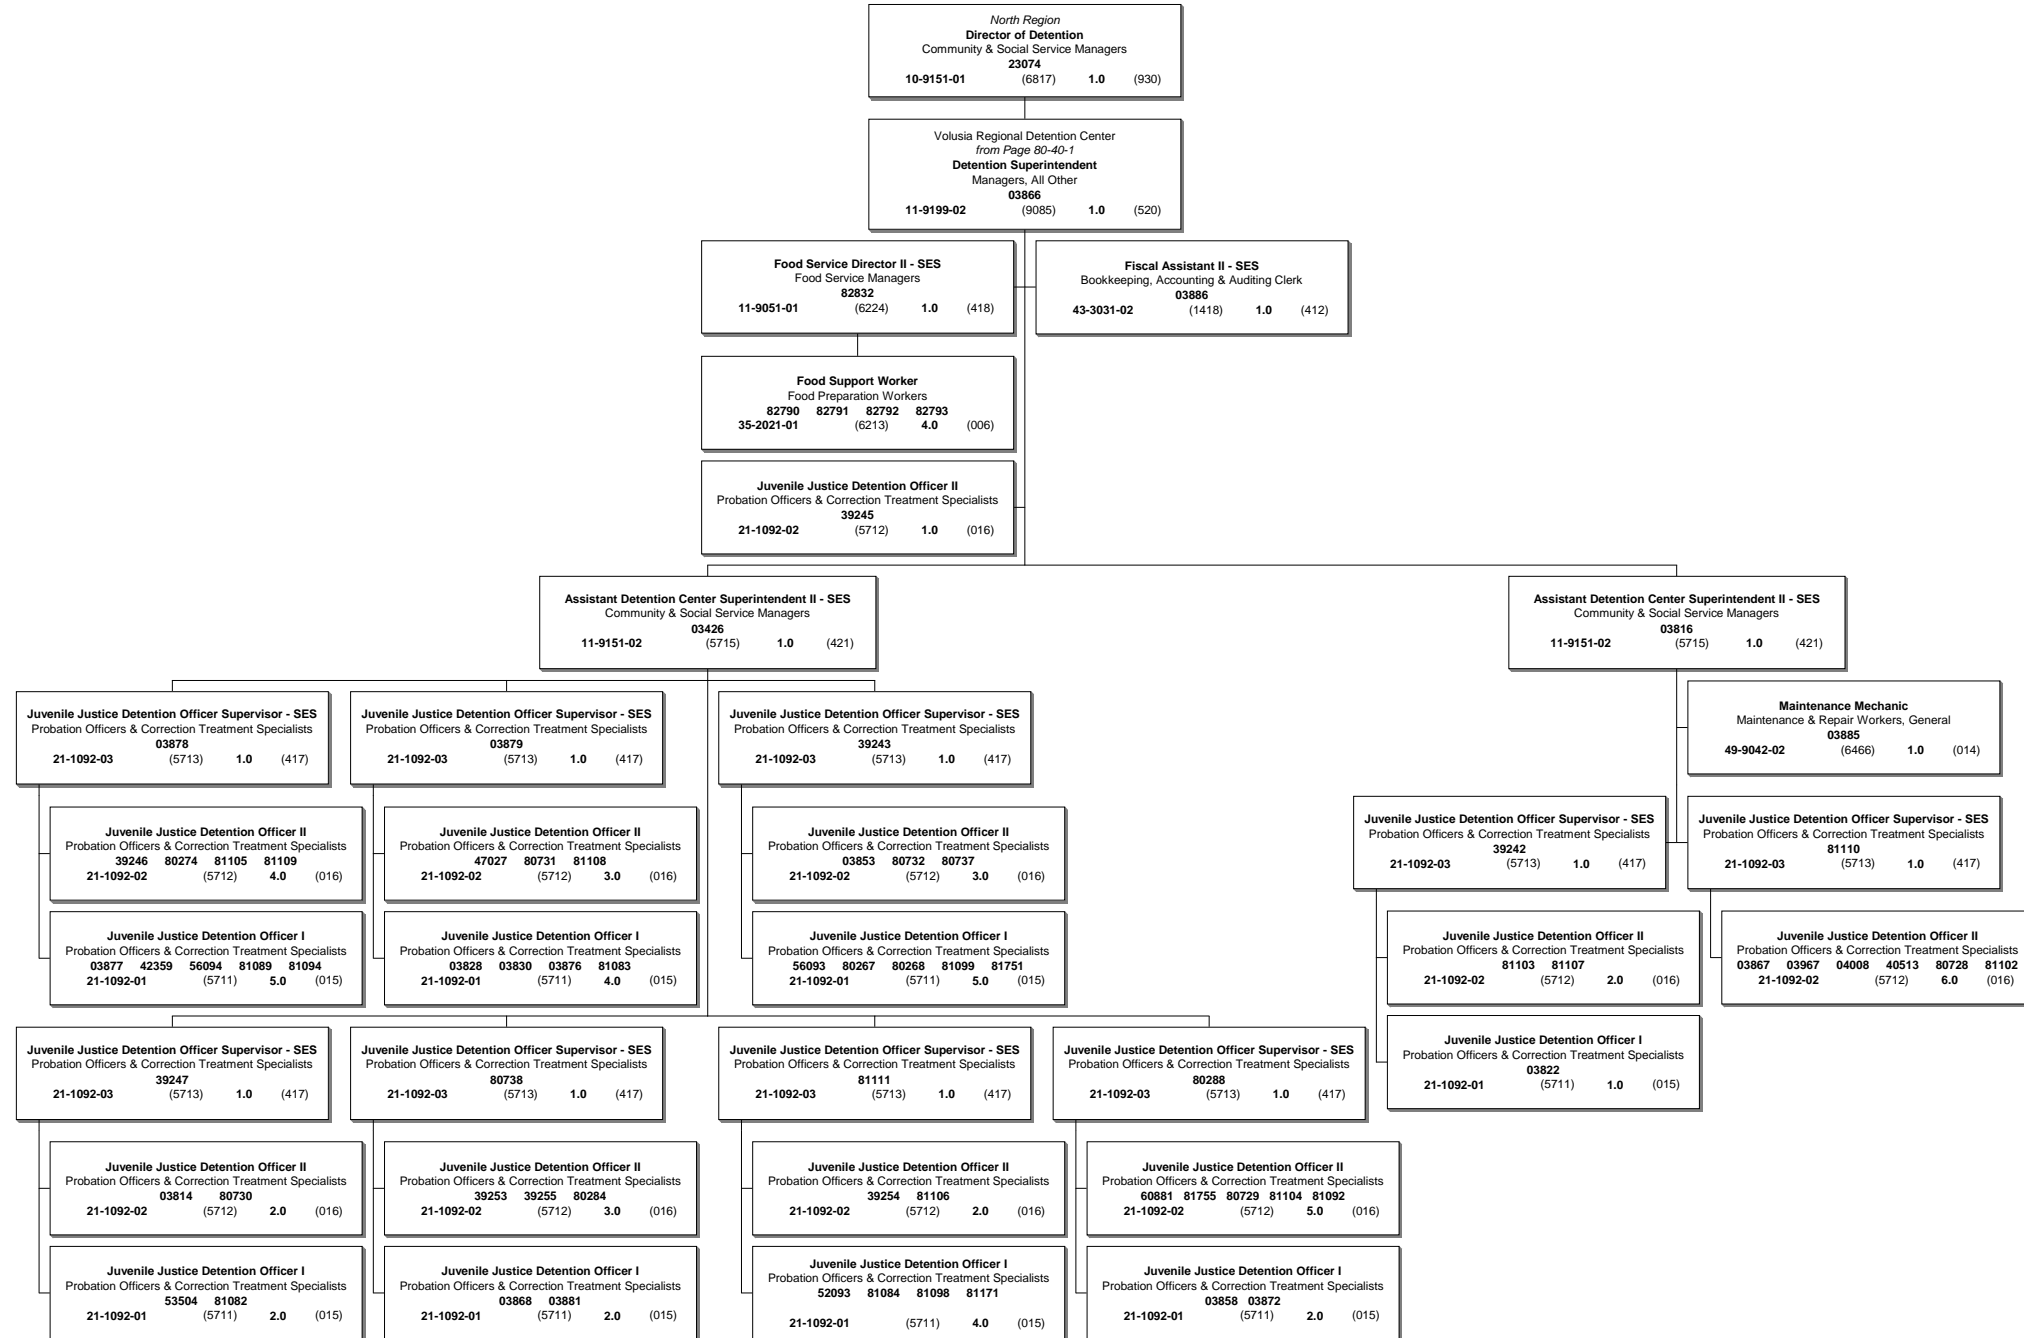 North Region
Director of Detention
Community & Social Service Managers
23074
10-9151-01 (6817) 1.0 (930)
Volusia Regional Detention Center
from Page 80-40-1
Detention Superintendent
Managers, All Other
03866
11-9199-02 (9085) 1.0 (520)
Food Service Director II - SES
Food Service Managers
82832
11-9051-01 (6224) 1.0 (418)
Fiscal Assistant II - SES
Bookkeeping, Accounting & Auditing Clerk
03886
43-3031-02 (1418) 1.0 (412)
Food Support Worker
Food Preparation Workers
82790 82791 82792 82793
35-2021-01 (6213) 4.0 (006)
Juvenile Justice Detention Officer II
Probation Officers & Correction Treatment Specialists
39245
21-1092-02 (5712) 1.0 (016)
Assistant Detention Center Superintendent II - SES
Community & Social Service Managers
03426
11-9151-02 (5715) 1.0 (421)
Assistant Detention Center Superintendent II - SES
Community & Social Service Managers
03816
11-9151-02 (5715) 1.0 (421)
Juvenile Justice Detention Officer Supervisor - SES
Probation Officers & Correction Treatment Specialists
03878
21-1092-03 (5713) 1.0 (417)
Juvenile Justice Detention Officer Supervisor - SES
Probation Officers & Correction Treatment Specialists
03879
21-1092-03 (5713) 1.0 (417)
Juvenile Justice Detention Officer Supervisor - SES
Probation Officers & Correction Treatment Specialists
39243
21-1092-03 (5713) 1.0 (417)
Maintenance Mechanic
Maintenance & Repair Workers, General
03885
49-9042-02 (6466) 1.0 (014)
Juvenile Justice Detention Officer II
Probation Officers & Correction Treatment Specialists
39246 80274 81105 81109
21-1092-02 (5712) 4.0 (016)
Juvenile Justice Detention Officer II
Probation Officers & Correction Treatment Specialists
47027 80731 81108
21-1092-02 (5712) 3.0 (016)
Juvenile Justice Detention Officer II
Probation Officers & Correction Treatment Specialists
03853 80732 80737
21-1092-02 (5712) 3.0 (016)
Juvenile Justice Detention Officer Supervisor - SES
Probation Officers & Correction Treatment Specialists
39242
21-1092-03 (5713) 1.0 (417)
Juvenile Justice Detention Officer Supervisor - SES
Probation Officers & Correction Treatment Specialists
81110
21-1092-03 (5713) 1.0 (417)
Juvenile Justice Detention Officer I
Probation Officers & Correction Treatment Specialists
03877 42359 56094 81089 81094
21-1092-01 (5711) 5.0 (015)
Juvenile Justice Detention Officer I
Probation Officers & Correction Treatment Specialists
03828 03830 03876 81083
21-1092-01 (5711) 4.0 (015)
Juvenile Justice Detention Officer I
Probation Officers & Correction Treatment Specialists
56093 80267 80268 81099 81751
21-1092-01 (5711) 5.0 (015)
Juvenile Justice Detention Officer II
Probation Officers & Correction Treatment Specialists
81103 81107
21-1092-02 (5712) 2.0 (016)
Juvenile Justice Detention Officer II
Probation Officers & Correction Treatment Specialists
03867 03967 04008 40513 80728 81102
21-1092-02 (5712) 6.0 (016)
Juvenile Justice Detention Officer I
Probation Officers & Correction Treatment Specialists
03822
21-1092-01 (5711) 1.0 (015)
Juvenile Justice Detention Officer Supervisor - SES
Probation Officers & Correction Treatment Specialists
39247
21-1092-03 (5713) 1.0 (417)
Juvenile Justice Detention Officer Supervisor - SES
Probation Officers & Correction Treatment Specialists
80738
21-1092-03 (5713) 1.0 (417)
Juvenile Justice Detention Officer Supervisor - SES
Probation Officers & Correction Treatment Specialists
81111
21-1092-03 (5713) 1.0 (417)
Juvenile Justice Detention Officer Supervisor - SES
Probation Officers & Correction Treatment Specialists
80288
21-1092-03 (5713) 1.0 (417)
Juvenile Justice Detention Officer II
Probation Officers & Correction Treatment Specialists
03814 80730
21-1092-02 (5712) 2.0 (016)
Juvenile Justice Detention Officer II
Probation Officers & Correction Treatment Specialists
39253 39255 80284
21-1092-02 (5712) 3.0 (016)
Juvenile Justice Detention Officer II
Probation Officers & Correction Treatment Specialists
39254 81106
21-1092-02 (5712) 2.0 (016)
Juvenile Justice Detention Officer II
Probation Officers & Correction Treatment Specialists
60881 81755 80729 81104 81092
21-1092-02 (5712) 5.0 (016)
Juvenile Justice Detention Officer I
Probation Officers & Correction Treatment Specialists
53504 81082
21-1092-01 (5711) 2.0 (015)
Juvenile Justice Detention Officer I
Probation Officers & Correction Treatment Specialists
03868 03881
21-1092-01 (5711) 2.0 (015)
Juvenile Justice Detention Officer I
Probation Officers & Correction Treatment Specialists
52093 81084 81098 81171
21-1092-01 (5711) 4.0 (015)
Juvenile Justice Detention Officer I
Probation Officers & Correction Treatment Specialists
03858 03872
21-1092-01 (5711) 2.0 (015)